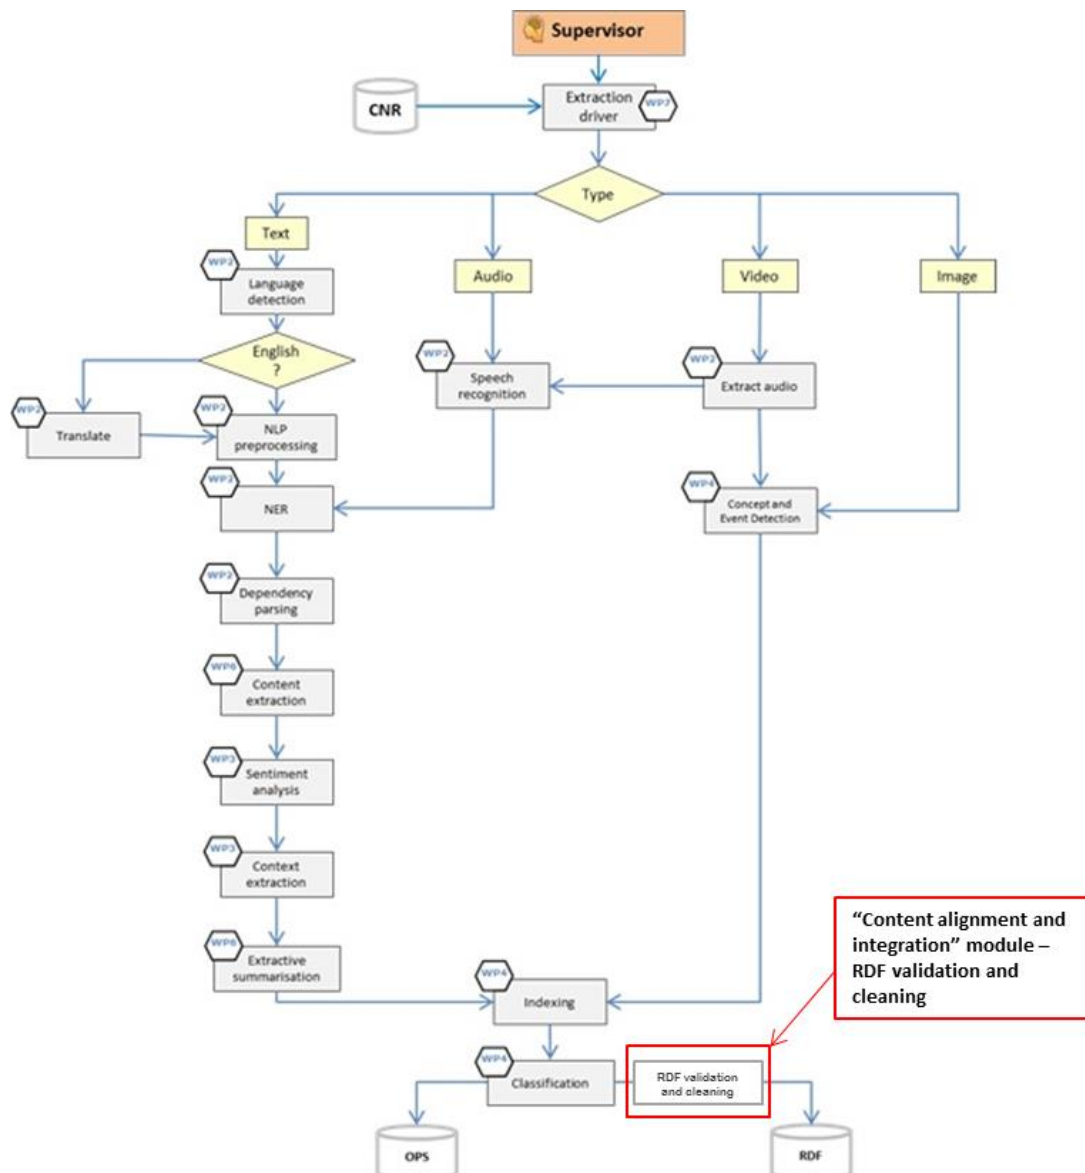 Supervisor
CNR
Extraction
driver
WP7
Type
Text
WP2
Language
detection
Audio
Video
Image
English
?
WP2
Speech
recognition
WP2
Extract audio
WP2
Translate
WP2
NLP
preprocessing
WP2
NER
WP4
Concept and
Event Detection
WP2
Dependency
parsing
WP6
Content
extraction
WP3
Sentiment
analysis
WP3
Context
extraction
“Content alignment and
integration” module –
RDF validation and
cleaning
WP6
Extractive
summarisation
WP4
Indexing
WP4
Classification
RDF validation
and cleaning
OPS
RDF